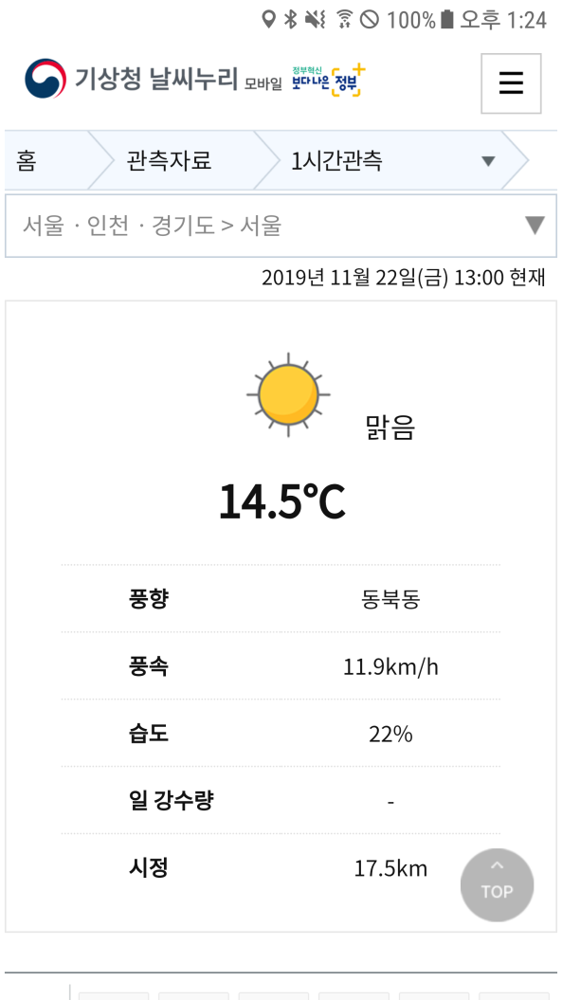 100% 오후 1:24
기상청 날씨누리 모바일 정부혁신 보다나은 정부
홈 관측자료 1시간관측 ▼
서울 · 인천 · 경기도 > 서울 ▼
2019년 11월 22일(금) 13:00 현재
맑음
14.5°C
풍향 동북동
풍속 11.9km/h
습도 22%
일 강수량 -
시정 17.5km
TOP